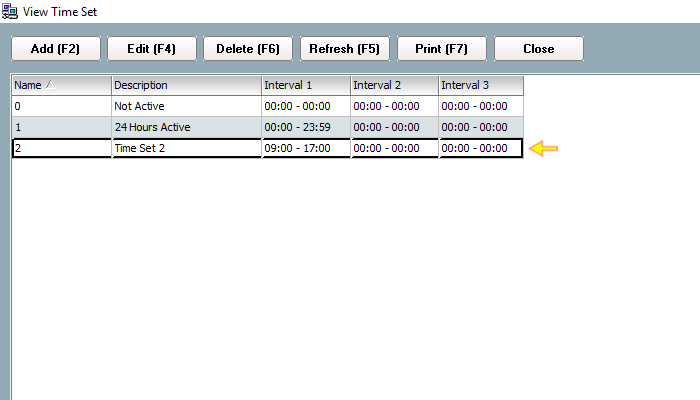 View Time Set
Add (F2) Edit (F4) Delete (F6) Refresh (F5) Print (F7) Close
Name Description Interval 1 Interval 2 Interval 3
0 Not Active 00:00 - 00:00 00:00 - 00:00 00:00 - 00:00
1 24 Hours Active 00:00 - 23:59 00:00 - 00:00 00:00 - 00:00
2 Time Set 2 09:00 - 17:00 00:00 - 00:00 00:00 - 00:00